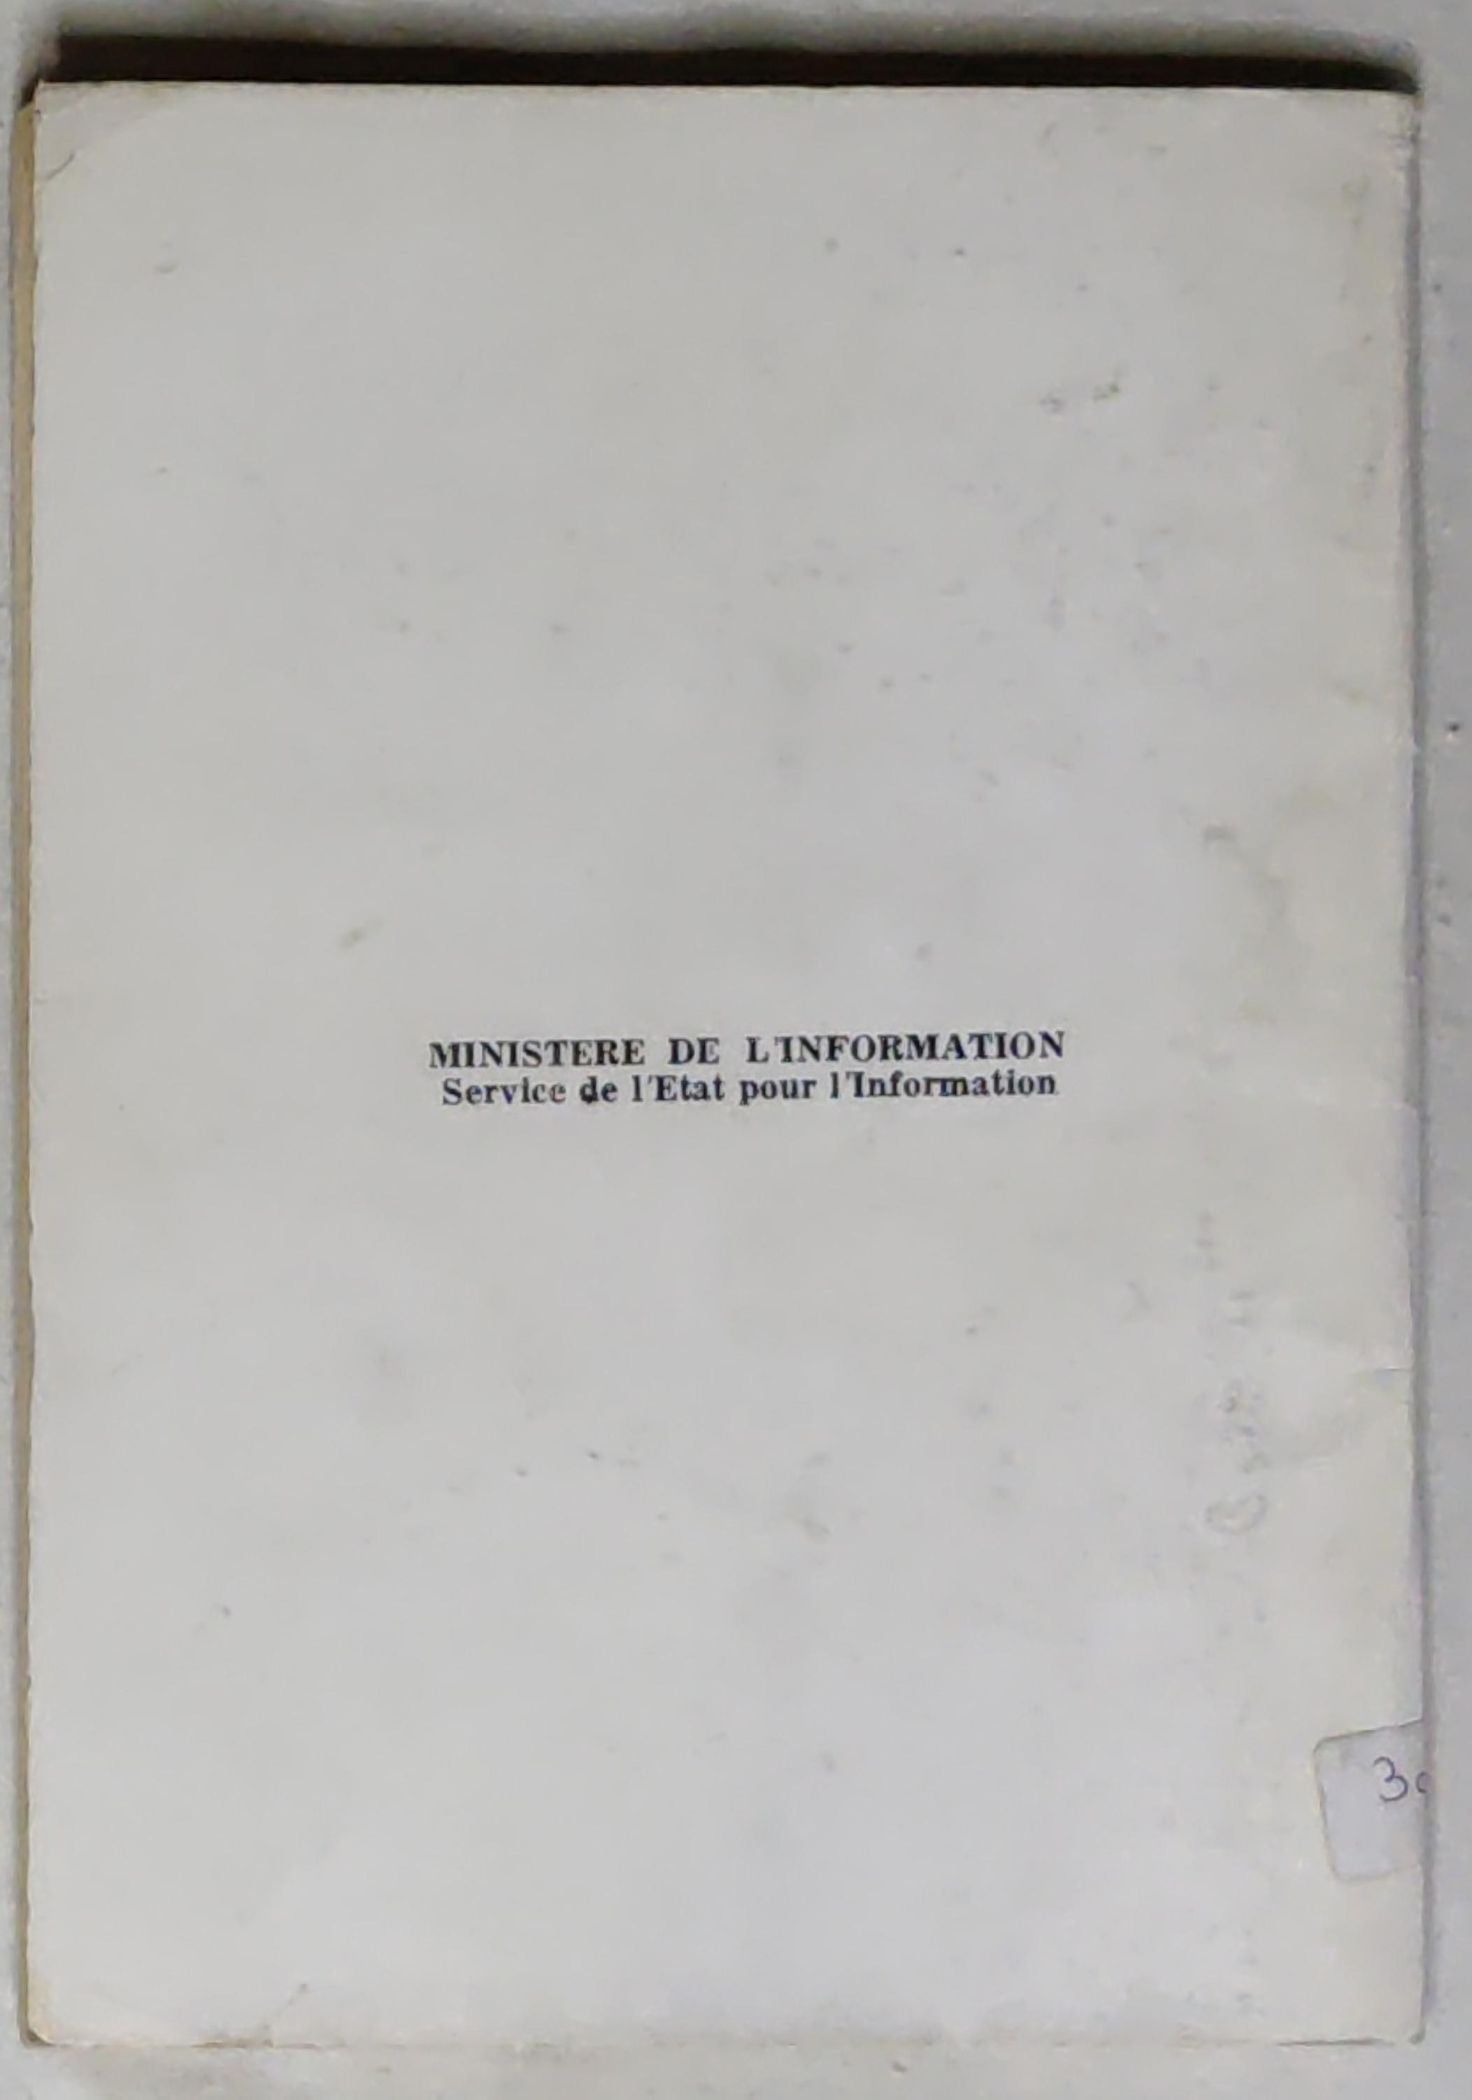 MINISTERE DE L'INFORMATION
Service de l'Etat pour l'Information